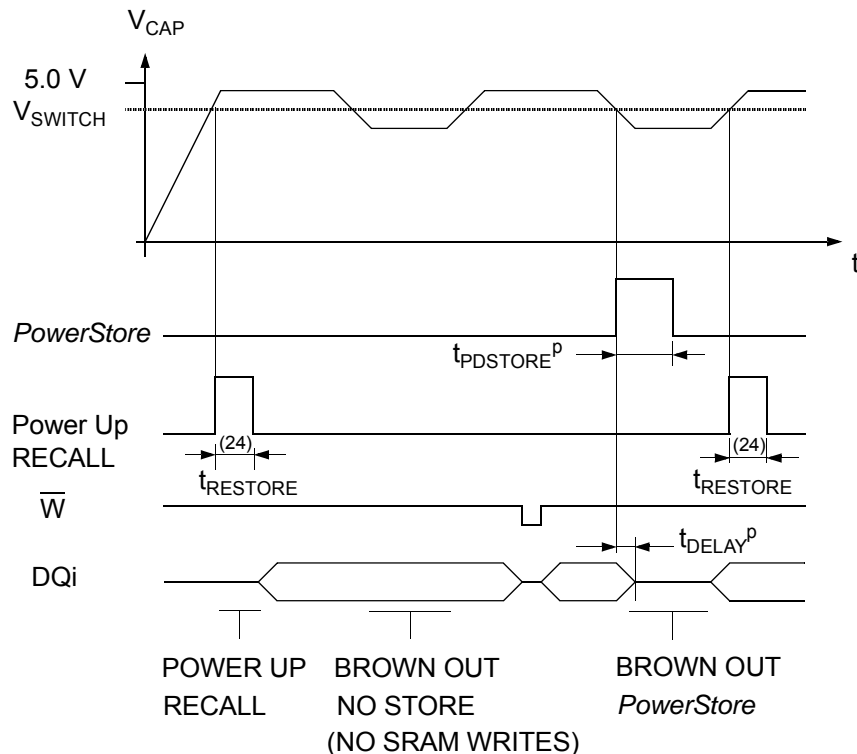 VCAP
5.0 V
VSWITCH
t
PowerStore
tPDSTOREp
Power Up
RECALL
(24)
(24)
tRESTORE
tRESTORE
W
tDELAYp
DQi
POWER UP
RECALL
BROWN OUT
NO STORE
(NO SRAM WRITES)
BROWN OUT
PowerStore